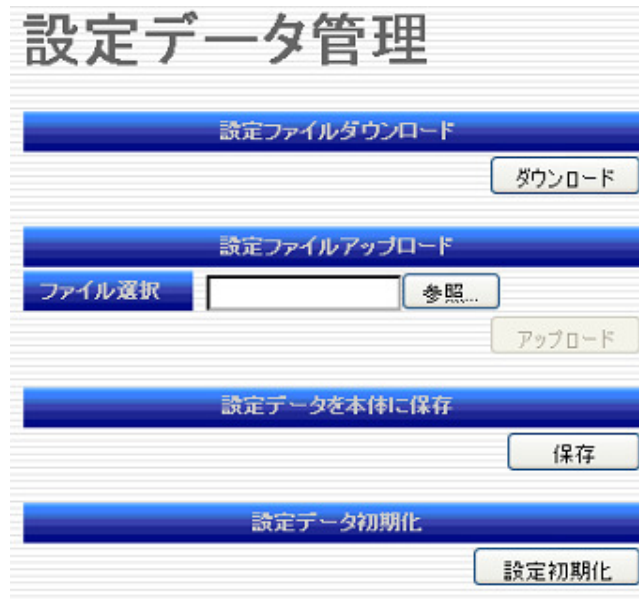 設定データ管理
設定ファイルダウンロード
ダウンロード
設定ファイルアップロード
ファイル選択 参照...
アップロード
設定データを本体に保存
保存
設定データ初期化
設定初期化